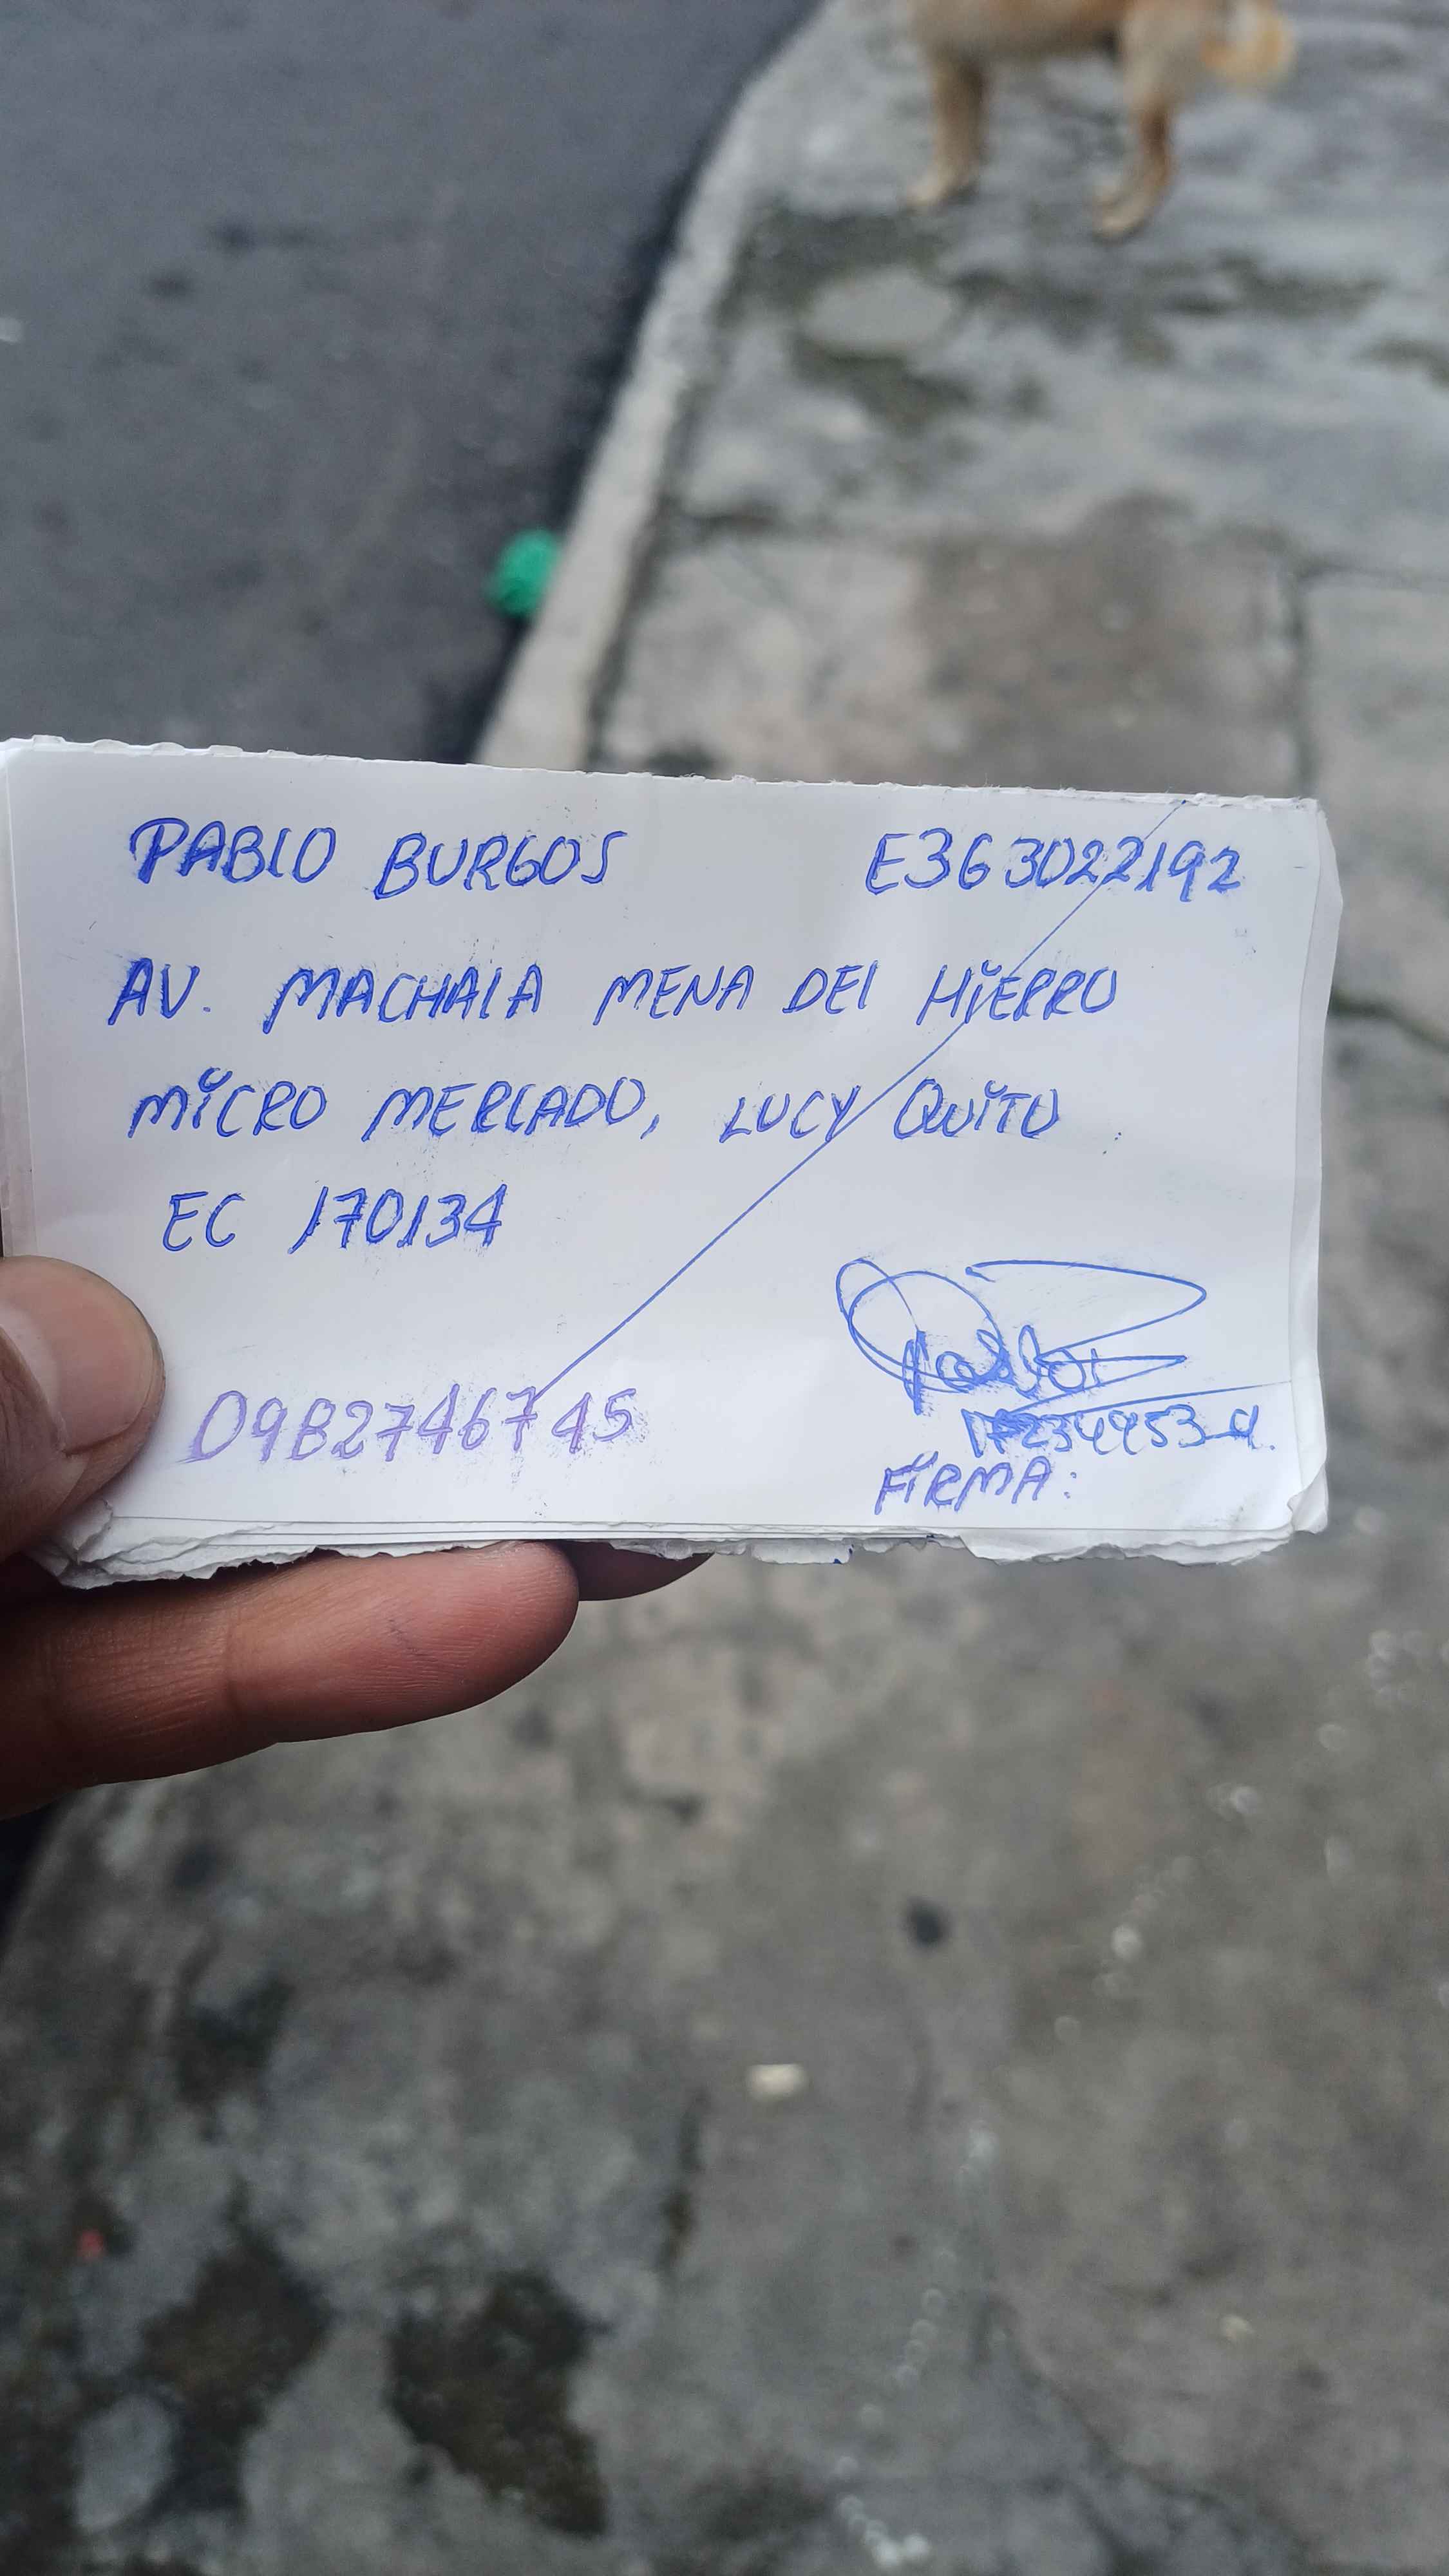 PABLO BURGOS E363022192
AV. MACHALA MENA DEL HIERRO
MICRO MERCADO, LUCY QUITO
EC 170134
0982746745
FIRMA: